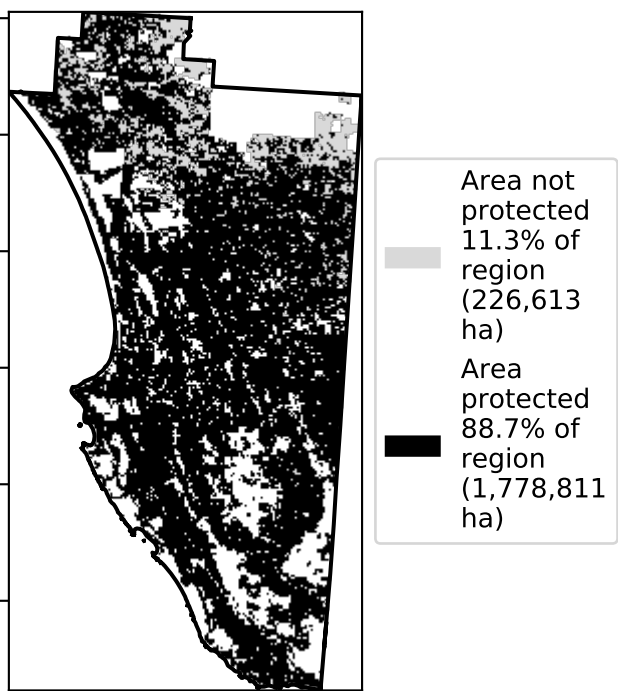 Area not
protected
11.3% of
region
(226,613
ha)
Area
protected
88.7% of
region
(1,778,811
ha)